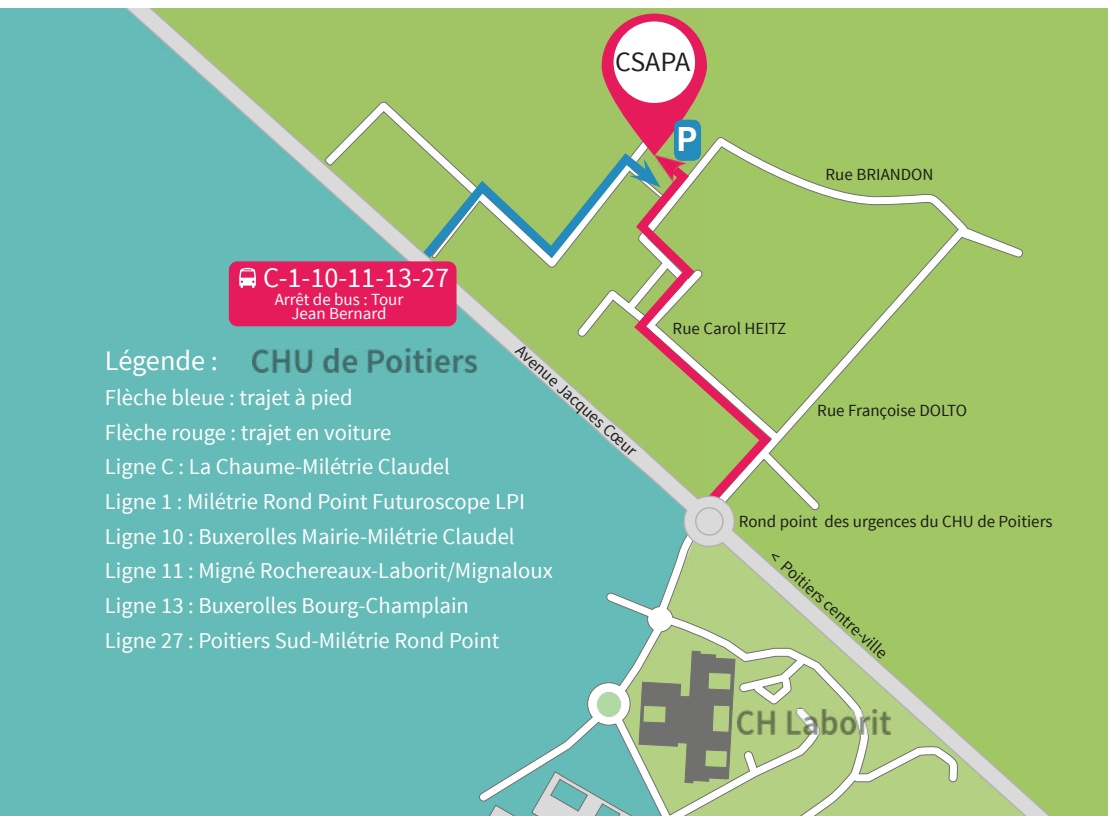 CSAPA
P
Rue BRIANDON
C-1-10-11-13-27
Arrêt de bus : Tour
Jean Bernard
Rue Carol HEITZ
Légende :
CHU de Poitiers
Avenue Jacques Cœur
Flèche bleue : trajet à pied
Flèche rouge : trajet en voiture
Rue Françoise DOLTO
Ligne C : La Chaume-Milétrie Claudel
Ligne 1 : Milétrie Rond Point Futuroscope LPI
Ligne 10 : Buxerolles Mairie-Milétrie Claudel
Ligne 11 : Migné Rochereaux-Laborit/Mignaloux
Ligne 13 : Buxerolles Bourg-Champlain
Ligne 27 : Poitiers Sud-Milétrie Rond Point
Rond point des urgences du CHU de Poitiers
< Poitiers centre-ville
CH Laborit